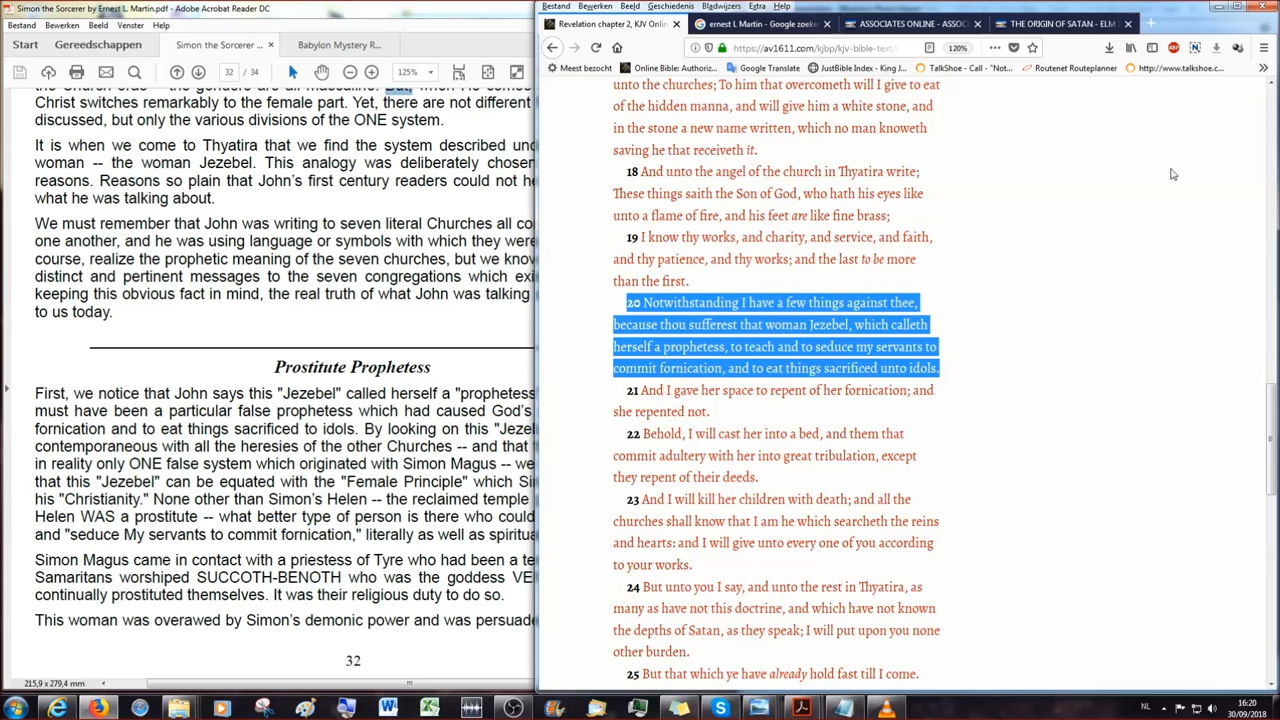 Simon the Sorcerer by Ernest L. Martin.pdf - Adobe Acrobat Reader DC
Bestand Bewerken Beeld Venster Help
Start Gereedschappen Simon the Sorcerer ... × Babylon Mystery R...
32 / 34 125%
Christ switches remarkably to the female part. Yet, there are not different
discussed, but only the various divisions of the ONE system.
It is when we come to Thyatira that we find the system described un
woman -- the woman Jezebel. This analogy was deliberately chosen
reasons. Reasons so plain that John's first century readers could not he
what he was talking about.
We must remember that John was writing to seven literal Churches all co
one another, and he was using language or symbols with which they were
course, realize the prophetic meaning of the seven churches, but we know
distinct and pertinent messages to the seven congregations which exi
keeping this obvious fact in mind, the real truth of what John was talking
to us today.
Prostitute Prophetess
First, we notice that John says this "Jezebel" called herself a "prophetess
must have been a particular false prophetess which had caused God's
fornication and to eat things sacrificed to idols. By looking on this "Jeze
contemporaneous with all the heresies of the other Churches -- and that
in reality only ONE false system which originated with Simon Magus -- we
that this "Jezebel" can be equated with the "Female Principle" which Si
his "Christianity." None other than Simon's Helen -- the reclaimed temple
Helen WAS a prostitute -- what better type of person is there who could
and "seduce My servants to commit fornication," literally as well as spiritua
Simon Magus came in contact with a priestess of Tyre who had been a te
Samaritans worshiped SUCCOTH-BENOTH who was the goddess VE
continually prostituted themselves. It was their religious duty to do so.
This woman was overawed by Simon's demonic power and was persuade
32
215,9 x 279,4 mm
Bestand Bewerken Beeld Geschiedenis Bladwijzers Extra Help
Revelation chapter 2, KJV Onlin × ernest L Martin - Google zoeke × ASSOCIATES ONLINE - ASSOC × THE ORIGIN OF SATAN - ELM ×
https://av1611.com/kjbp/kjv-bible-text/ 120%
Meest bezocht Online Bible: Authoriz... Google Translate JustBible Index - King J... TalkShoe - Call - "Not... Routenet Routeplanner http://www.talkshoe.c...
unto the churches; To him that overcometh will I give to eat
of the hidden manna, and will give him a white stone, and
in the stone a new name written, which no man knoweth
saving he that receiveth it.
18 And unto the angel of the church in Thyatira write;
These things saith the Son of God, who hath his eyes like
unto a flame of fire, and his feet are like fine brass;
19 I know thy works, and charity, and service, and faith,
and thy patience, and thy works; and the last to be more
than the first.
20 Notwithstanding I have a few things against thee,
because thou sufferest that woman Jezebel, which calleth
herself a prophetess, to teach and to seduce my servants to
commit fornication, and to eat things sacrificed unto idols.
21 And I gave her space to repent of her fornication; and
she repented not.
22 Behold, I will cast her into a bed, and them that
commit adultery with her into great tribulation, except
they repent of their deeds.
23 And I will kill her children with death; and all the
churches shall know that I am he which searcheth the reins
and hearts: and I will give unto every one of you according
to your works.
24 But unto you I say, and unto the rest in Thyatira, as
many as have not this doctrine, and which have not known
the depths of Satan, as they speak; I will put upon you none
other burden.
25 But that which ye have already hold fast till I come.
NL 16:20
30/09/2018